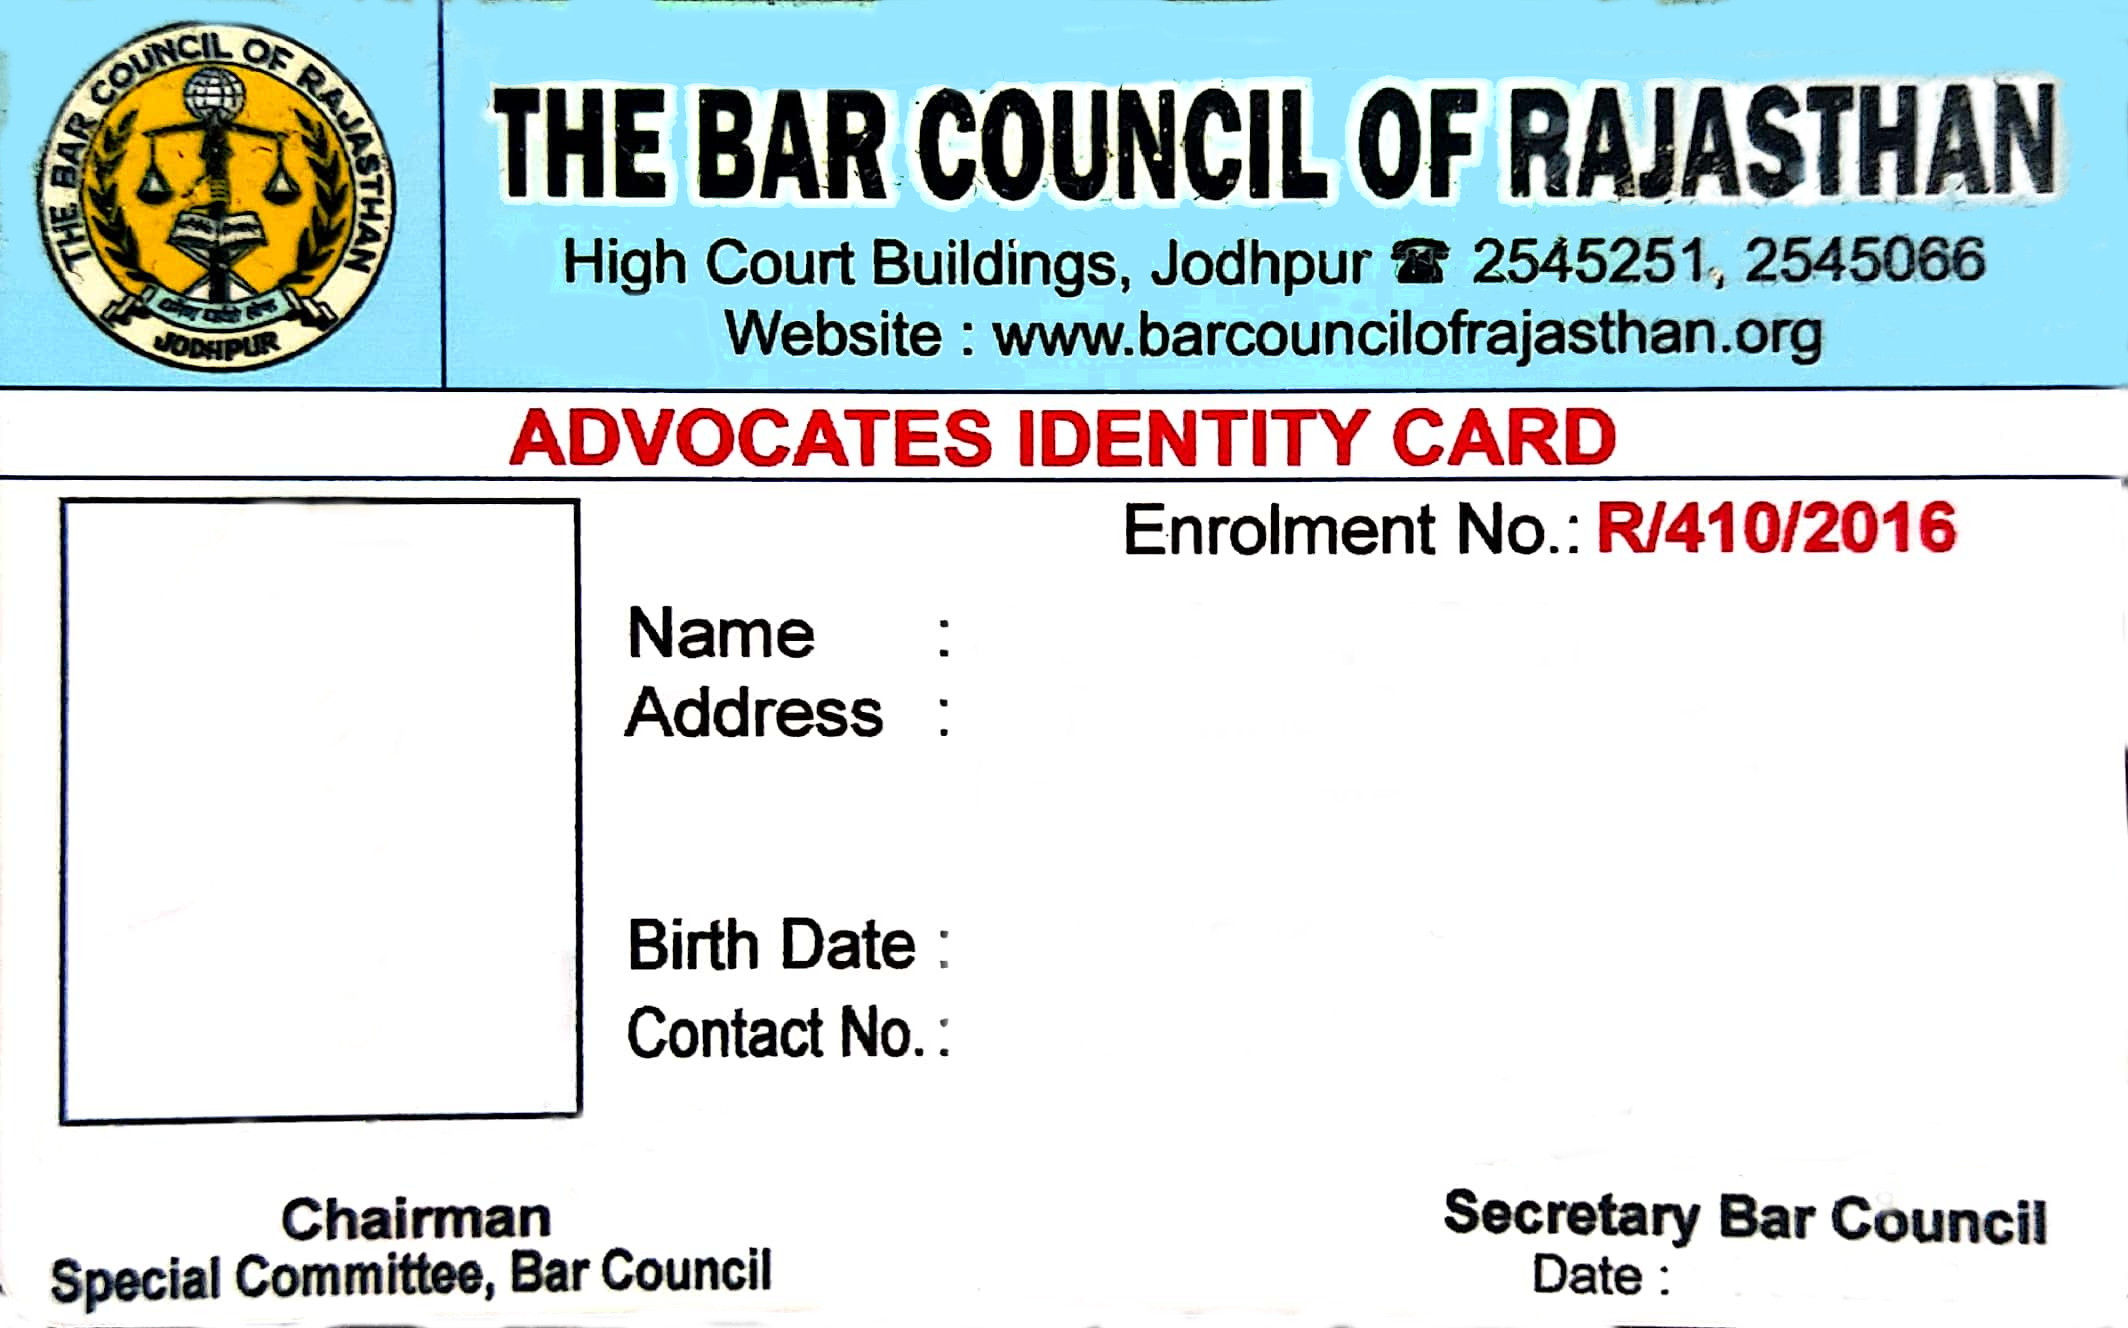 THE BAR COUNCIL OF RAJASTHAN
JODHPUR
THE BAR COUNCIL OF RAJASTHAN
High Court Buildings, Jodhpur ☎ 2545251, 2545066
Website : www.barcouncilofrajasthan.org
ADVOCATES IDENTITY CARD
Enrolment No.: R/410/2016
Name :
Address :
Birth Date :
Contact No. :
Chairman
Special Committee, Bar Council
Secretary Bar Council
Date :